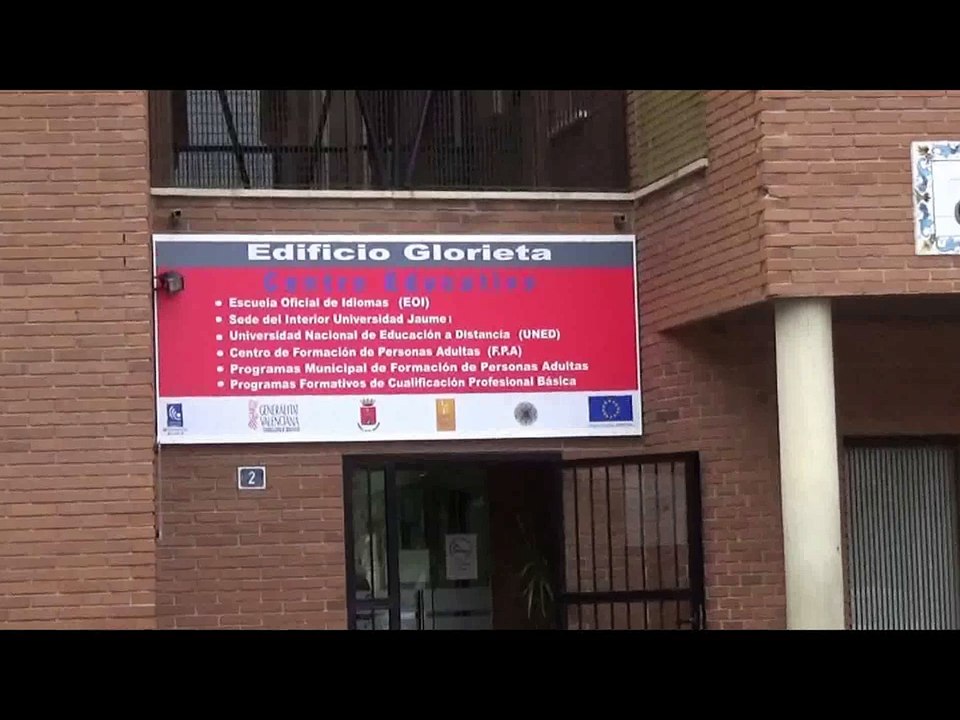 Edificio Glorieta
Centro Educativo
• Escuela Oficial de Idiomas (EOI)
• Sede del Interior Universidad Jaume I
• Universidad Nacional de Educación a Distancia (UNED)
• Centro de Formación de Personas Adultas (F.P.A)
• Programas Municipal de Formación de Personas Adultas
• Programas Formativos de Cualificación Profesional Básica
GENERALITAT
VALENCIANA
2